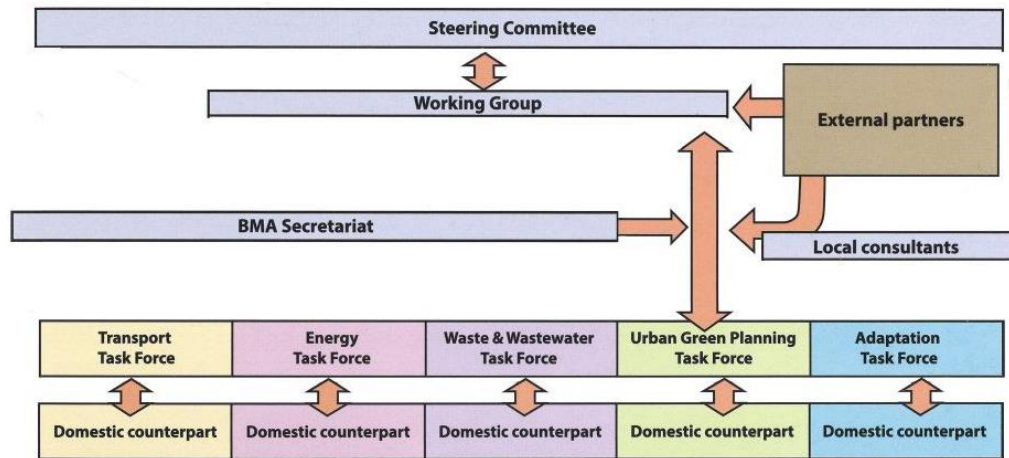 Steering Committee
Working Group
External partners
BMA Secretariat
Local consultants
Transport
Task Force
Energy
Task Force
Waste & Wastewater
Task Force
Urban Green Planning
Task Force
Adaptation
Task Force
Domestic counterpart
Domestic counterpart
Domestic counterpart
Domestic counterpart
Domestic counterpart